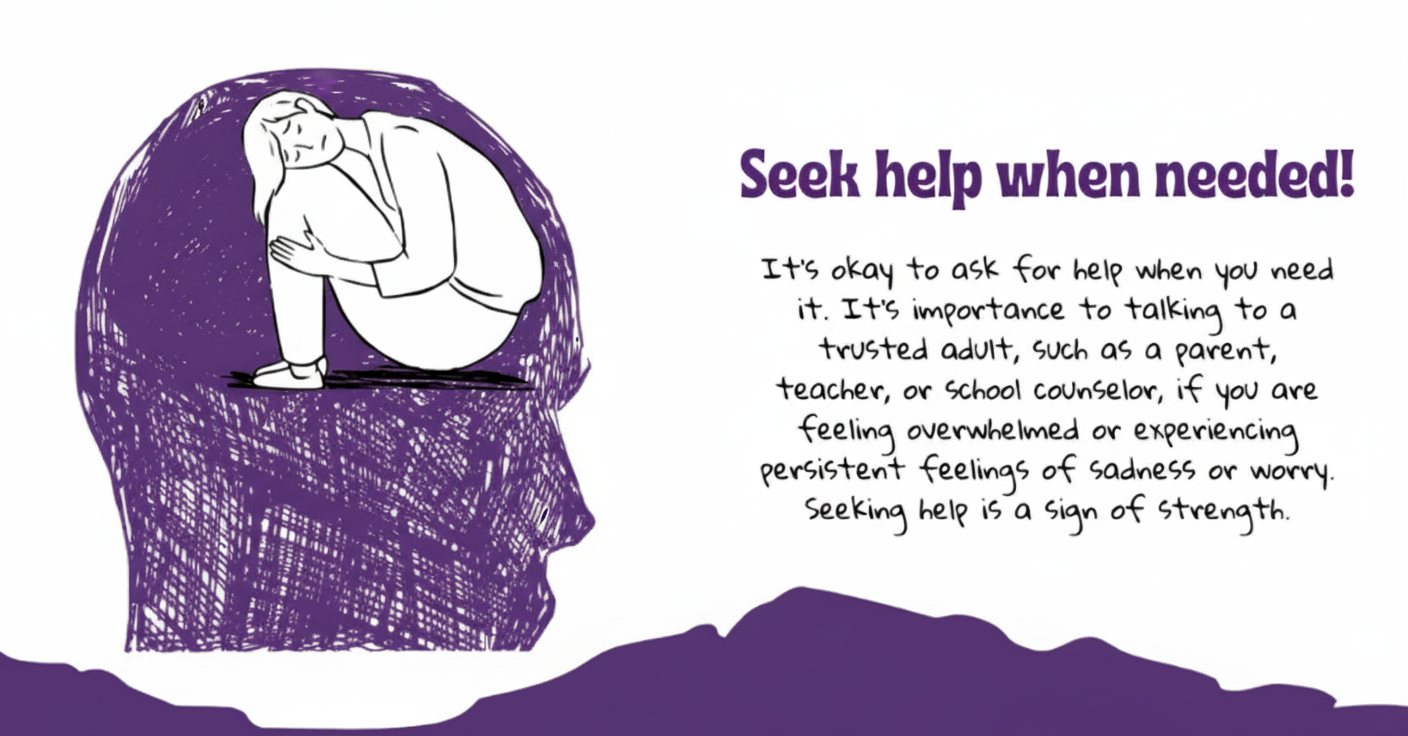 Seek help when needed!
It's okay to ask for help when you need
it. It's importance to talking to a
trusted adult, such as a parent,
teacher, or school counselor, if you are
feeling overwhelmed or experiencing
persistent feelings of sadness or worry.
Seeking help is a sign of strength.